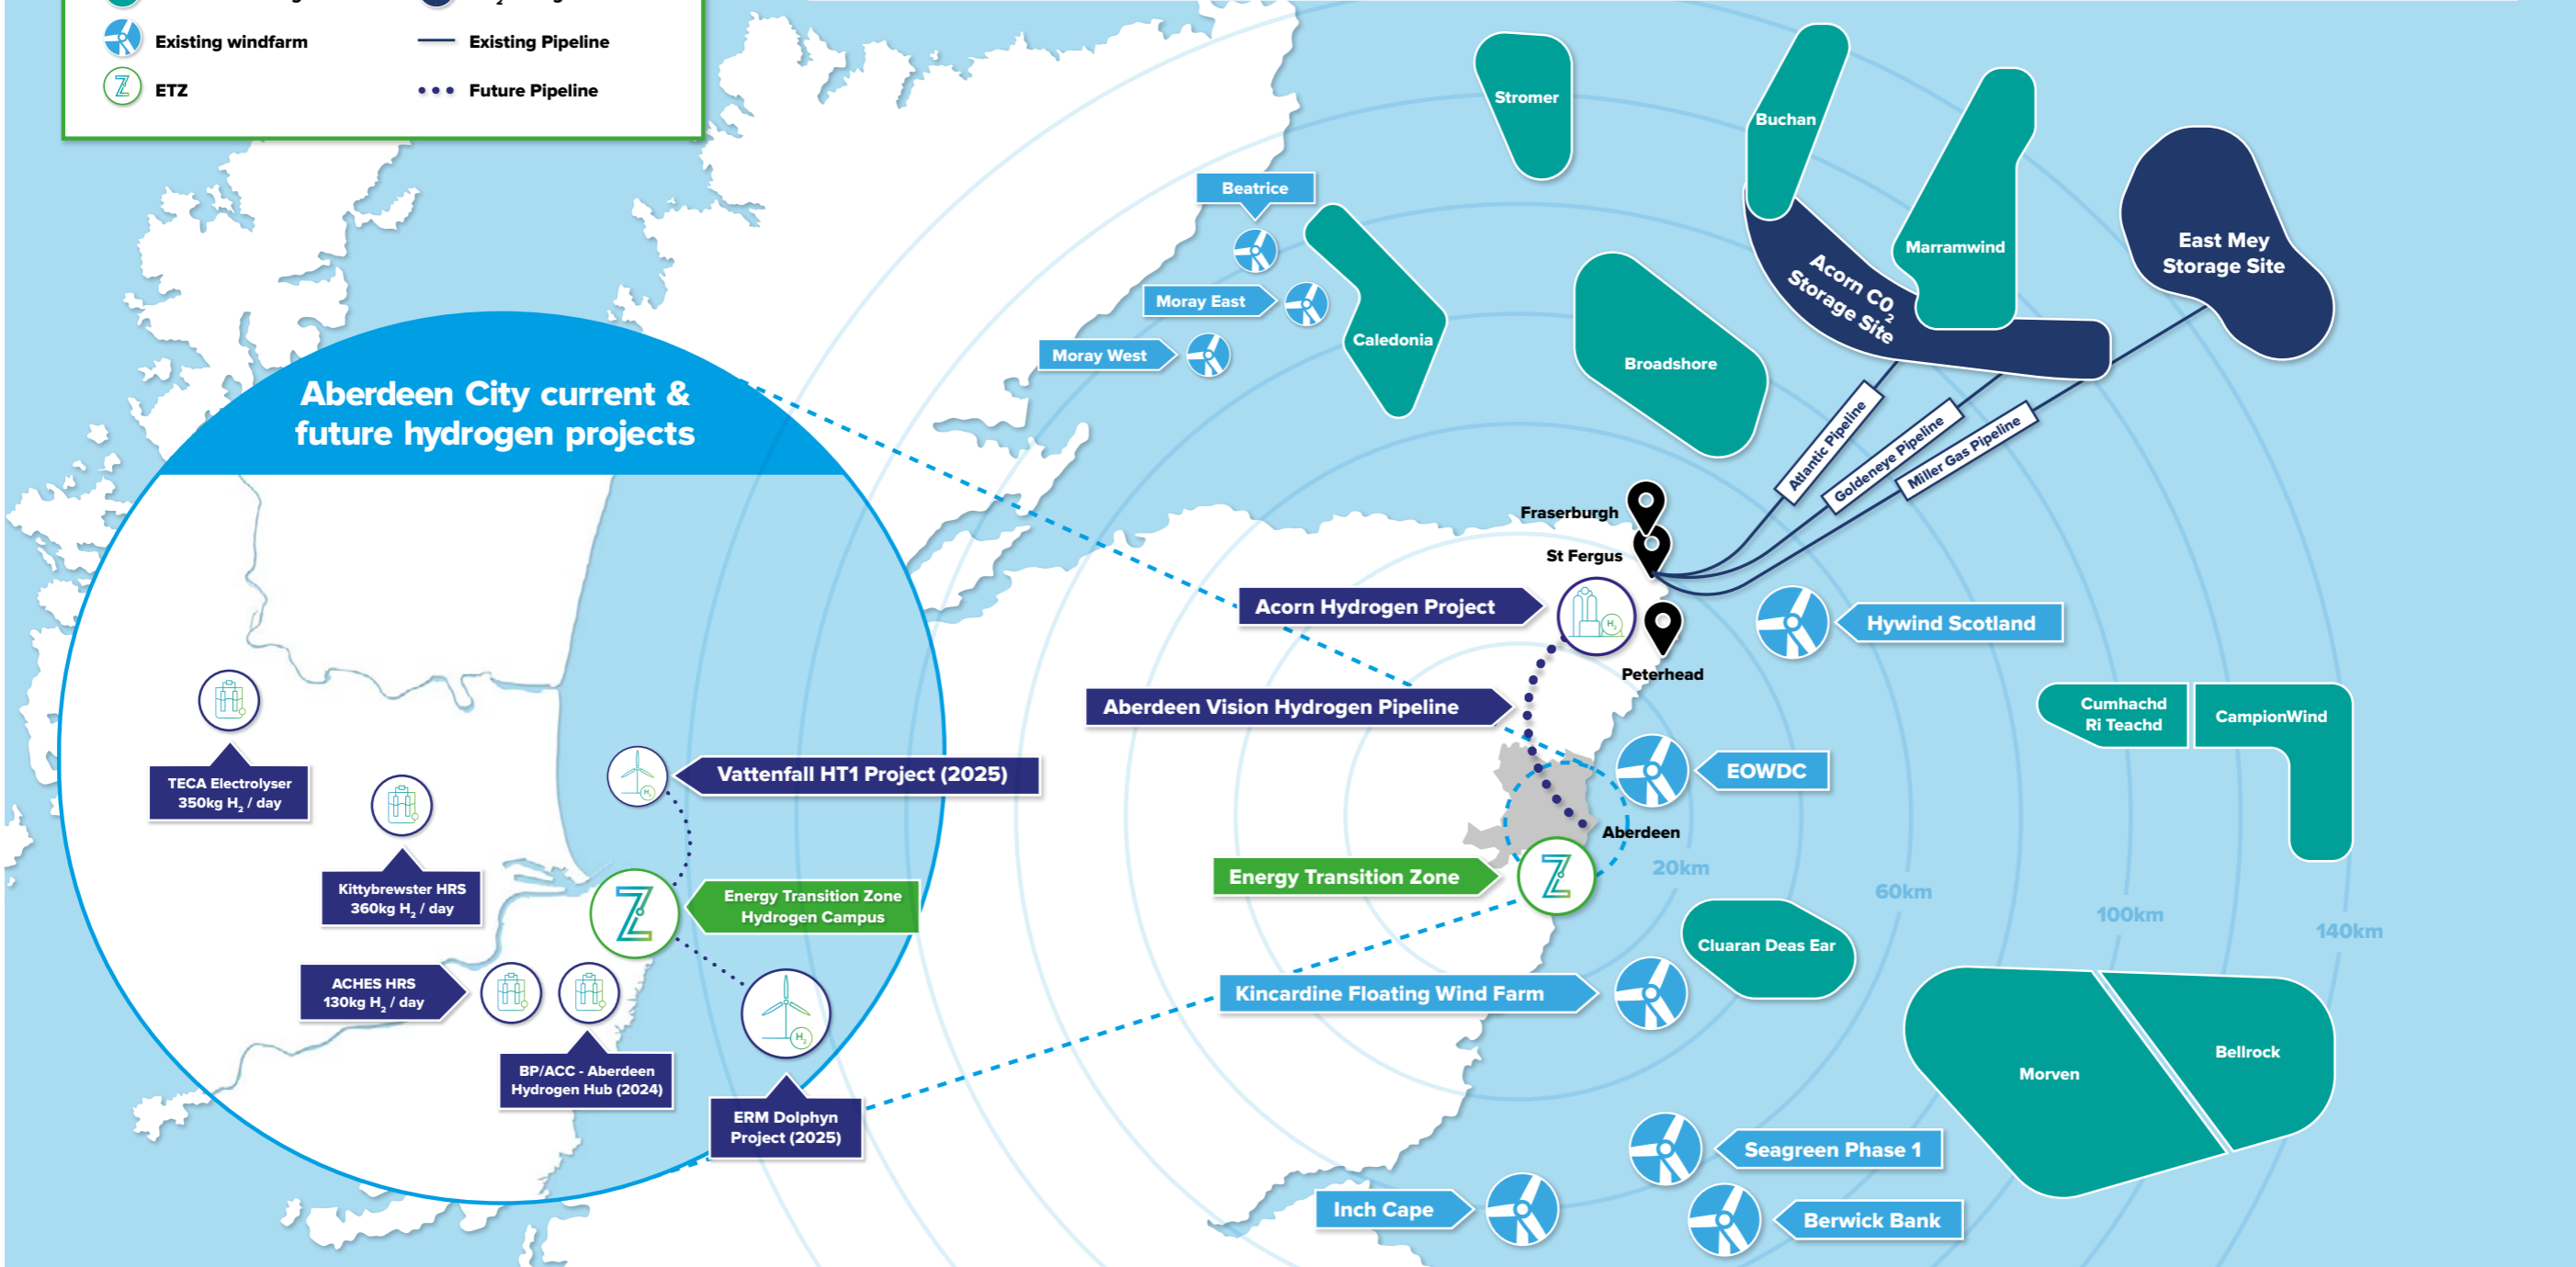 Existing windfarm
Existing Pipeline
ETZ
Future Pipeline
Aberdeen City current &
future hydrogen projects
TECA Electrolyser
350kg H₂ / day
Kittybrewster HRS
360kg H₂ / day
ACHES HRS
130kg H₂ / day
BP/ACC - Aberdeen
Hydrogen Hub (2024)
ERM Dolphyn
Project (2025)
Vattenfall HT1 Project (2025)
Energy Transition Zone
Hydrogen Campus
Z
H₂
H₂
Stromer
Buchan
Marramwind
East Mey
Storage Site
Acorn C0₂
Storage Site
Beatrice
Moray East
Moray West
Caledonia
Broadshore
Atlantic Pipeline
Goldeneye Pipeline
Miller Gas Pipeline
Fraserburgh
St Fergus
Acorn Hydrogen Project
H₂
Peterhead
Hywind Scotland
Aberdeen Vision Hydrogen Pipeline
EOWDC
Aberdeen
Energy Transition Zone
Z
Cumhachd
Ri Teachd
CampionWind
20km
60km
100km
140km
Cluaran Deas Ear
Kincardine Floating Wind Farm
Morven
Bellrock
Seagreen Phase 1
Inch Cape
Berwick Bank